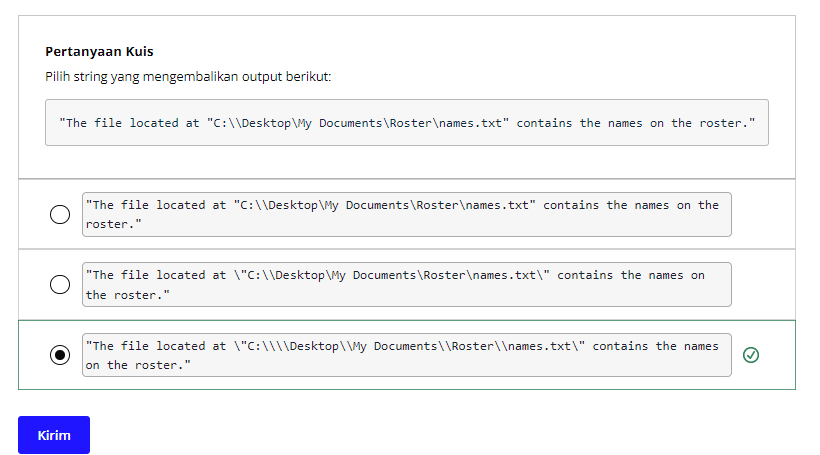 Pertanyaan Kuis
Pilih string yang mengembalikan output berikut:
"The file located at "C:\\Desktop\My Documents\Roster\names.txt" contains the names on the roster."
"The file located at "C:\\Desktop\My Documents\Roster\names.txt" contains the names on the
roster."
"The file located at \"C:\\Desktop\My Documents\Roster\names.txt\" contains the names on
the roster."
"The file located at \"C:\\\\Desktop\\My Documents\\Roster\\names.txt\" contains the names
on the roster."
Kirim